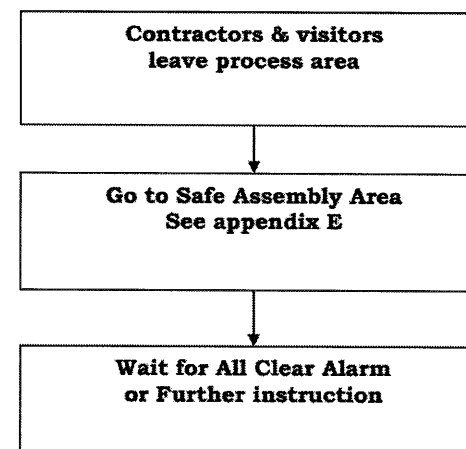 Contractors & visitors
leave process area
Go to Safe Assembly Area
See appendix E
Wait for All Clear Alarm
or Further instruction